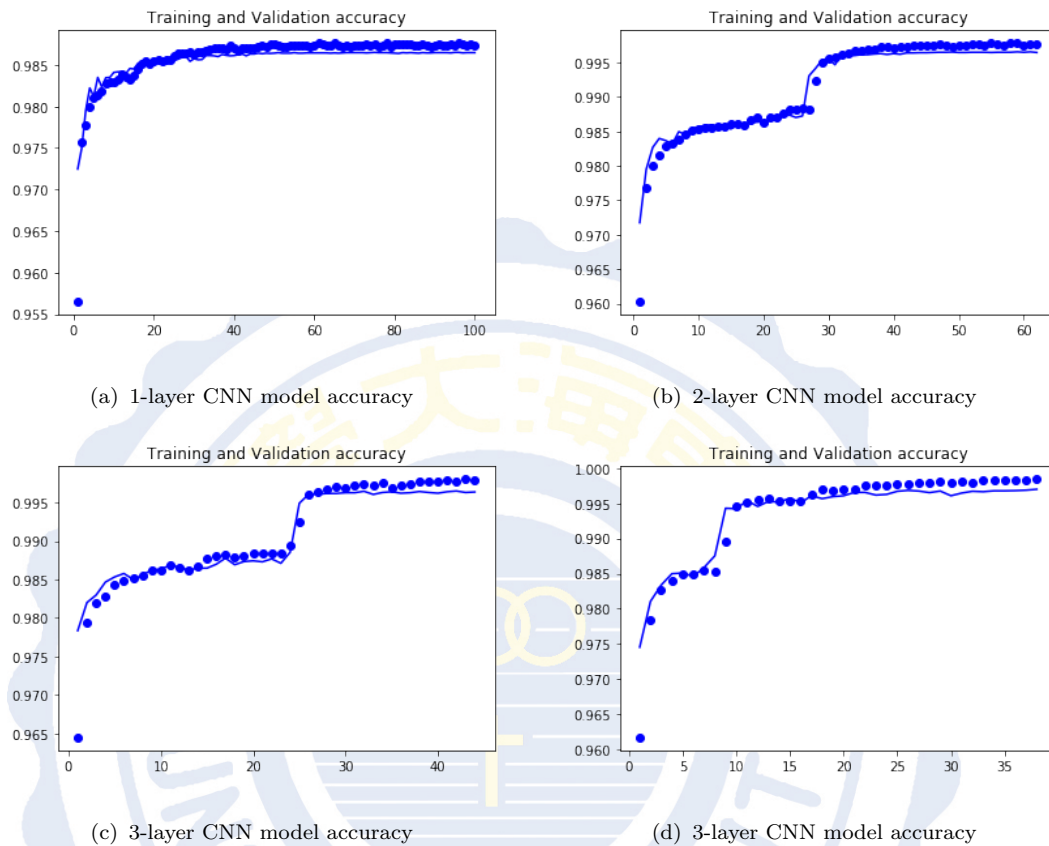 Training and Validation accuracy
0.985
0.980
0.975
0.970
0.965
0.960
0.955
0 20 40 60 80 100
(a) 1-layer CNN model accuracy
Training and Validation accuracy
0.995
0.990
0.985
0.980
0.975
0.970
0.965
0.960
0 10 20 30 40 50 60
(b) 2-layer CNN model accuracy
大海
Training and Validation accuracy
0.995
0.990
0.985
0.980
0.975
0.970
0.965
0 10 20 30 40
(c) 3-layer CNN model accuracy
Training and Validation accuracy
1.000
0.995
0.990
0.985
0.980
0.975
0.970
0.965
0.960
0 5 10 15 20 25 30 35
(d) 3-layer CNN model accuracy